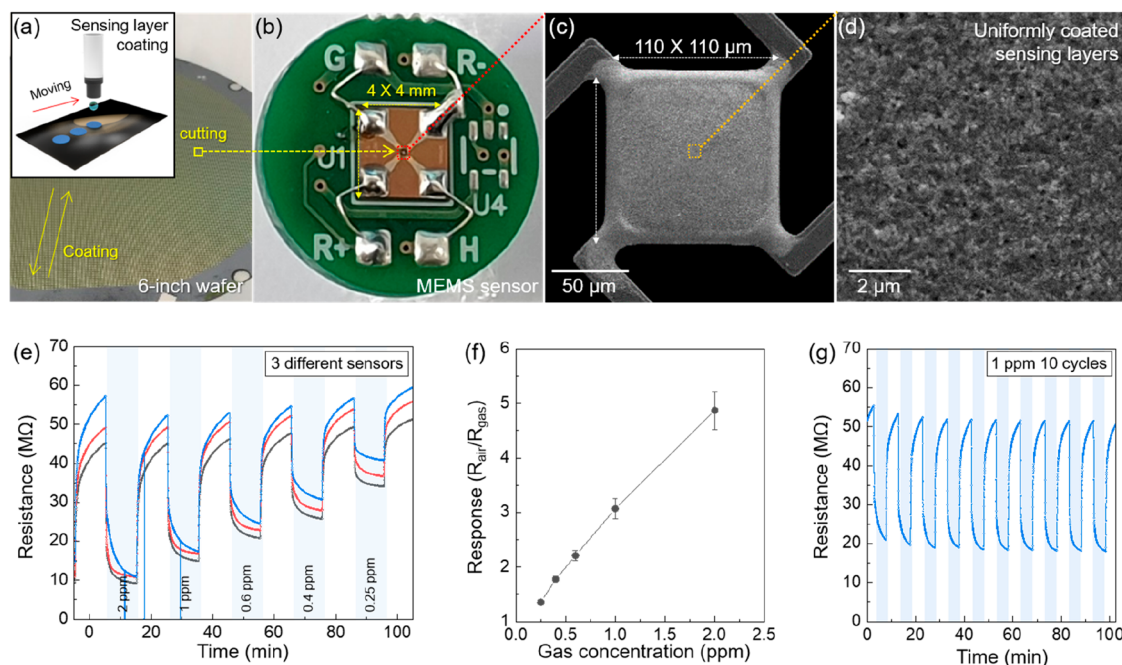 (a)
Sensing layer
coating
Moving
cutting
Coating
6-inch wafer
(b)
G
R-
4 X 4 mm
U1
U4
R+
H
MEMS sensor
(c)
110 X 110 µm
50 µm
(d)
Uniformly coated
sensing layers
2 µm
(e)
3 different sensors
Resistance (MΩ)
70
60
50
40
30
20
10
0
2 ppm
1 ppm
0.6 ppm
0.4 ppm
0.25 ppm
0 20 40 60 80 100
Time (min)
(f)
Response (Rair/Rgas)
6
5
4
3
2
1
0.0 0.5 1.0 1.5 2.0 2.5
Gas concentration (ppm)
(g)
1 ppm 10 cycles
Resistance (MΩ)
70
60
50
40
30
20
10
0
0 20 40 60 80 100
Time (min)